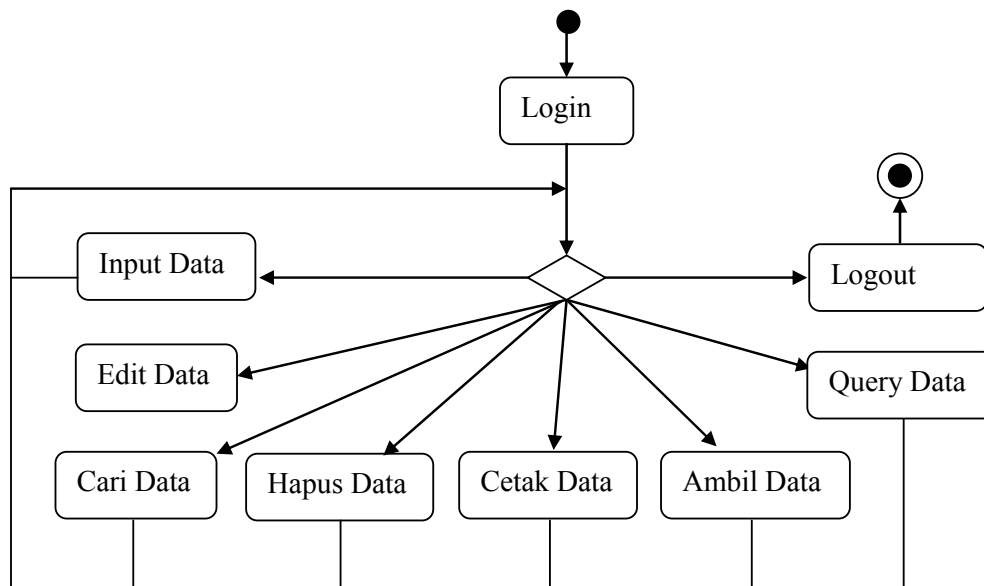 Login
Input Data
Logout
Edit Data
Query Data
Cari Data
Hapus Data
Cetak Data
Ambil Data